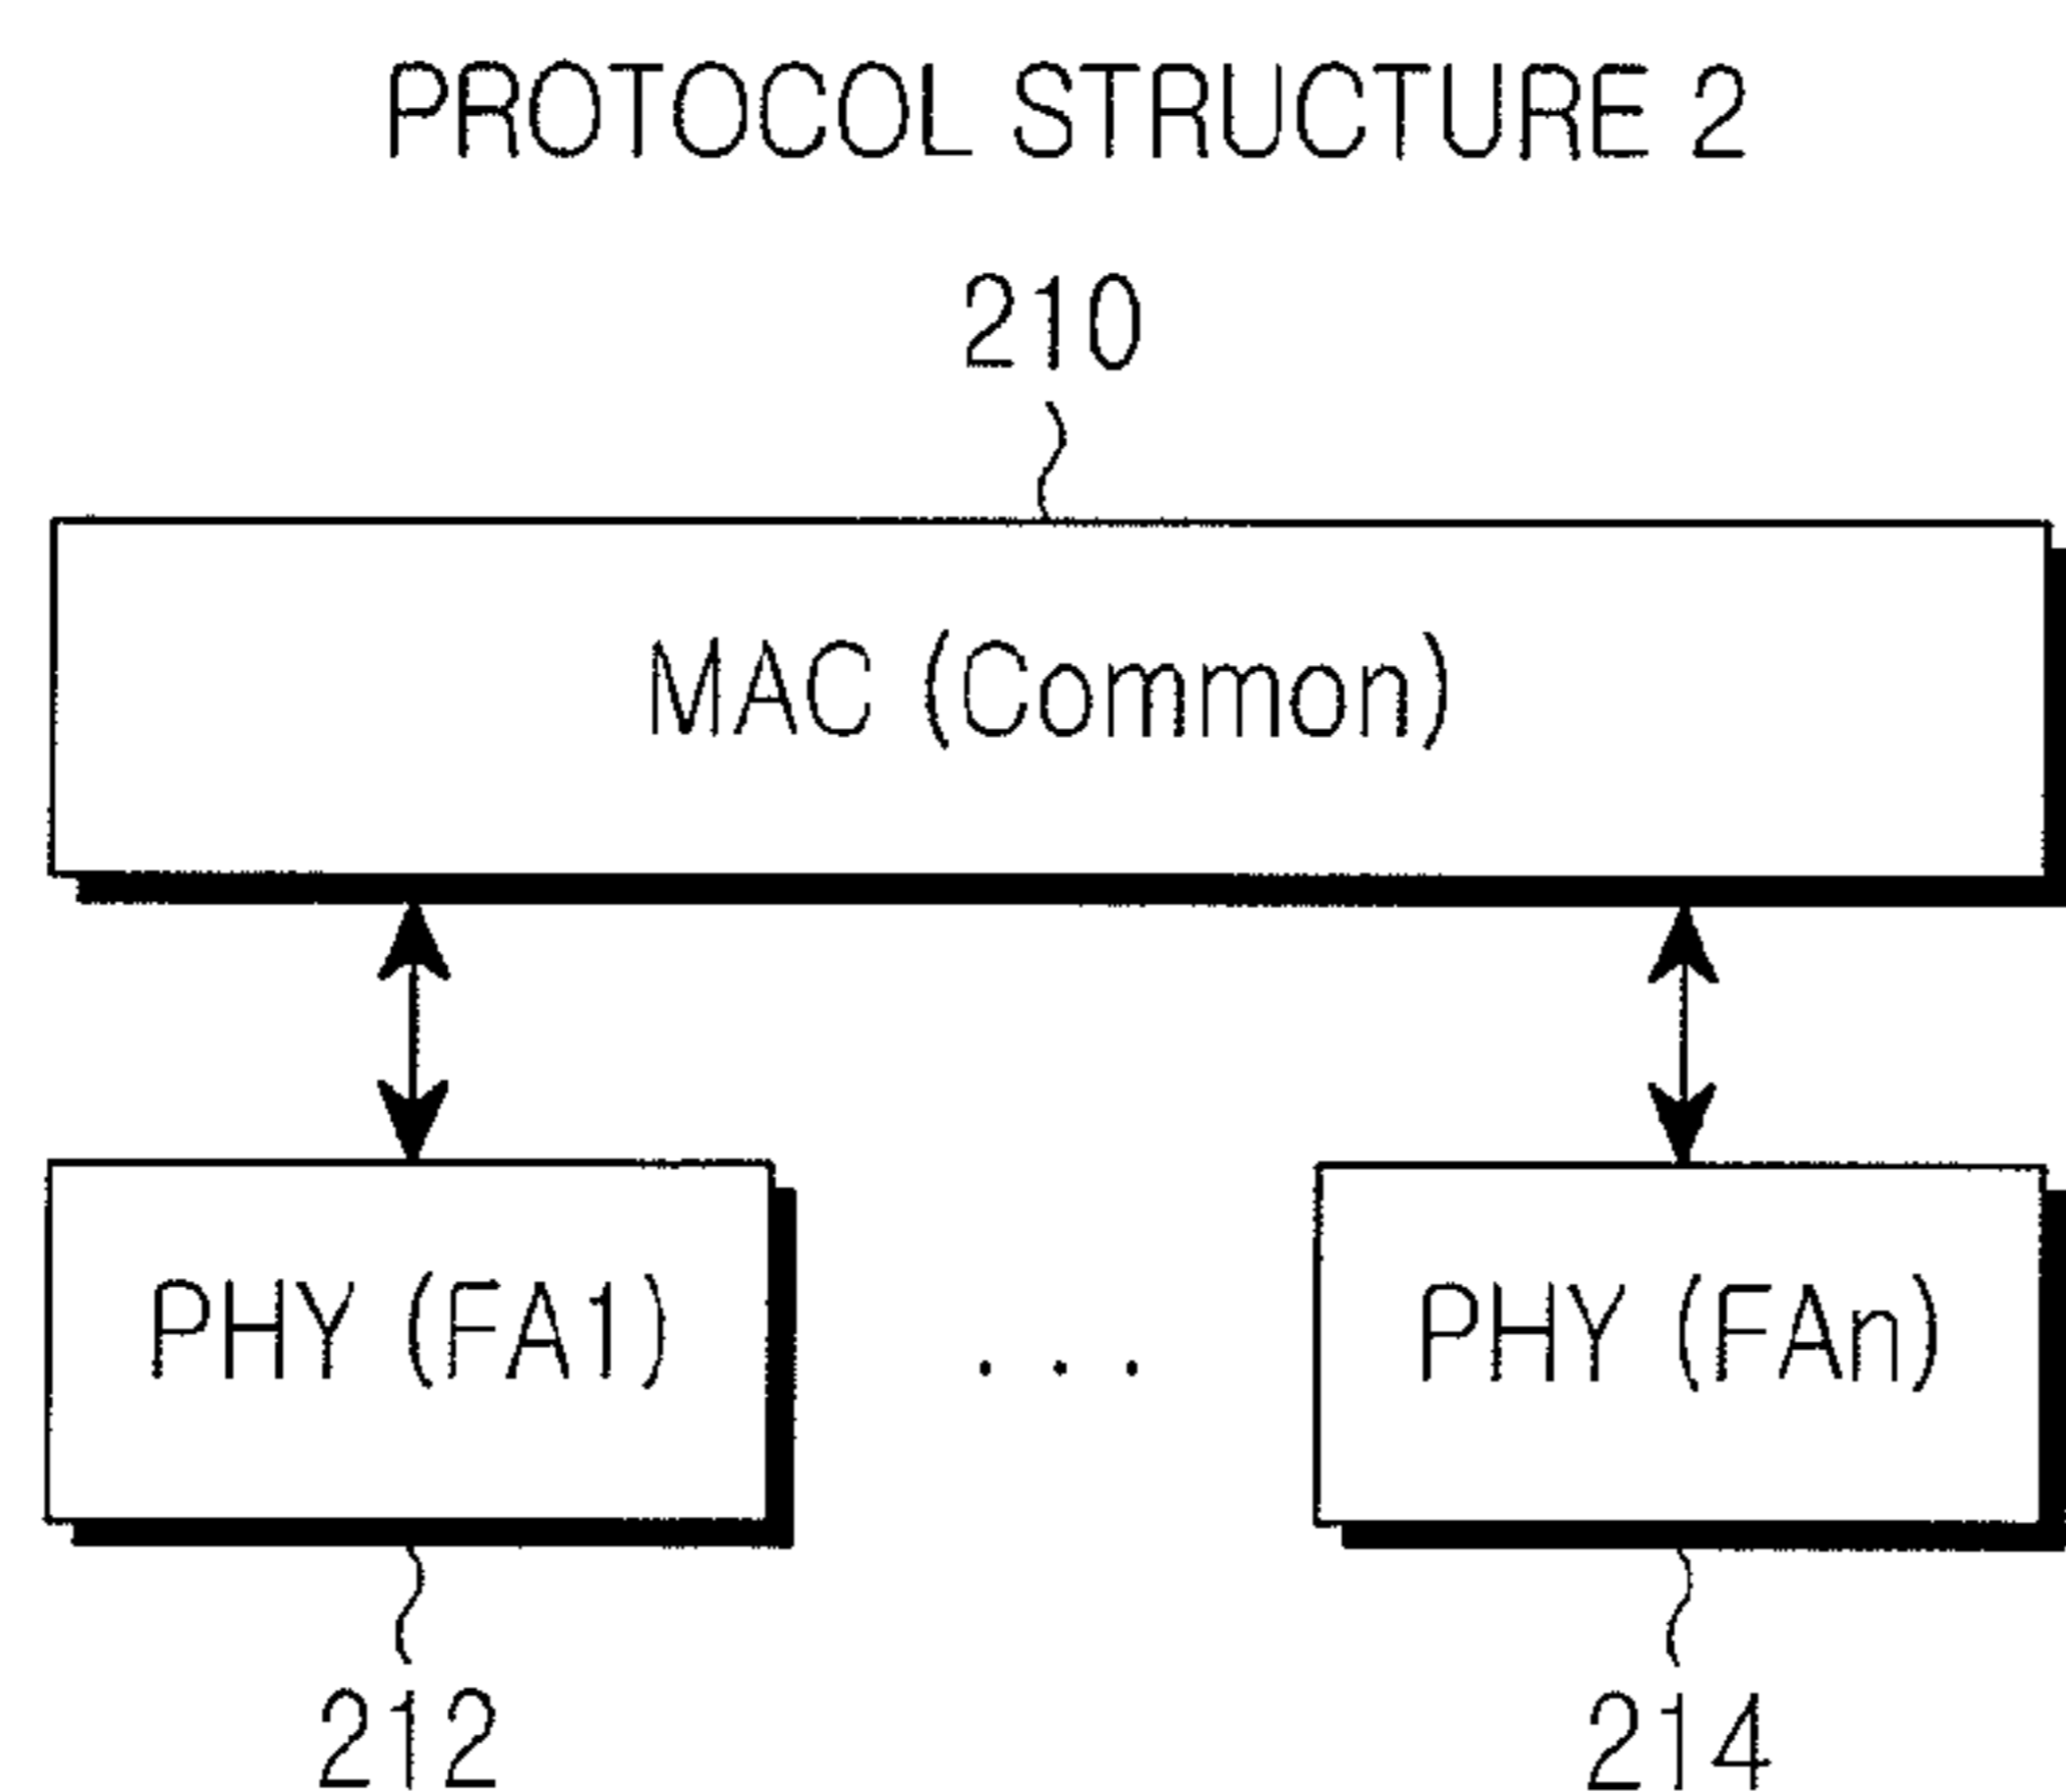 PROTOCOL STRUCTURE 2
210
MAC (Common)
PHY (FA1)
. . .
PHY (FAn)
212
214